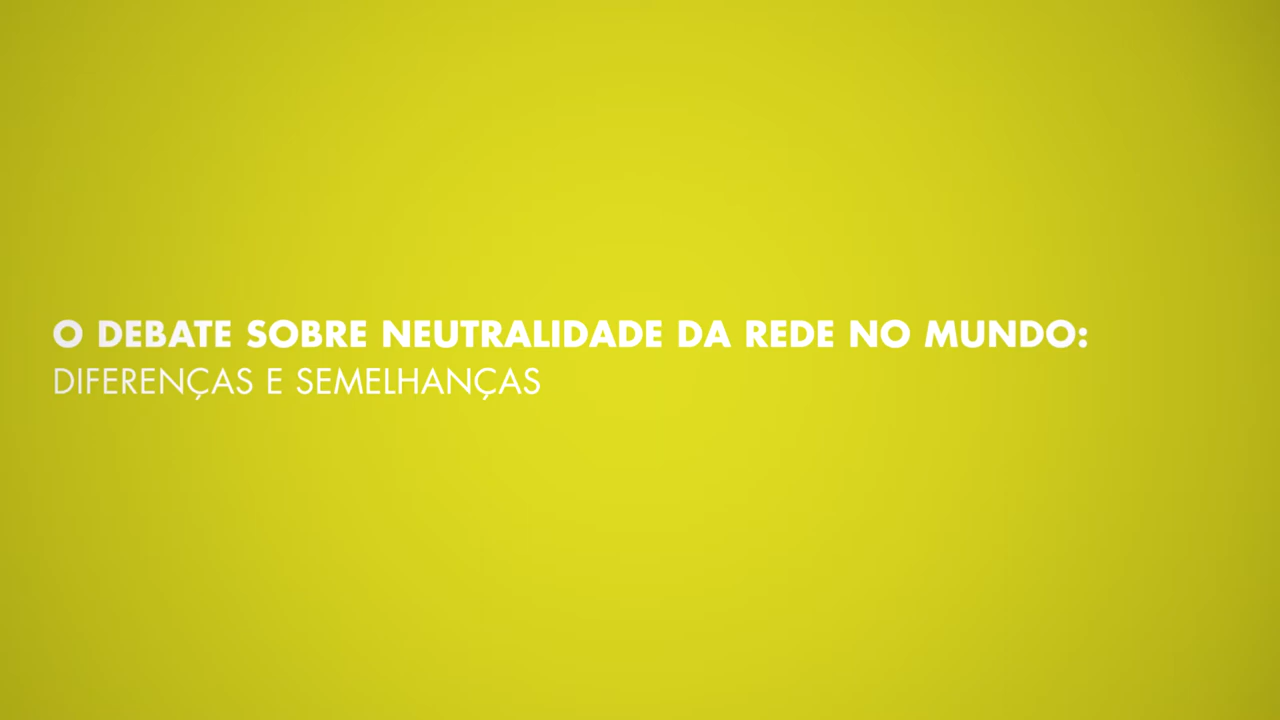 O DEBATE SOBRE NEUTRALIDADE DA REDE NO MUNDO:
DIFERENÇAS E SEMELHANÇAS